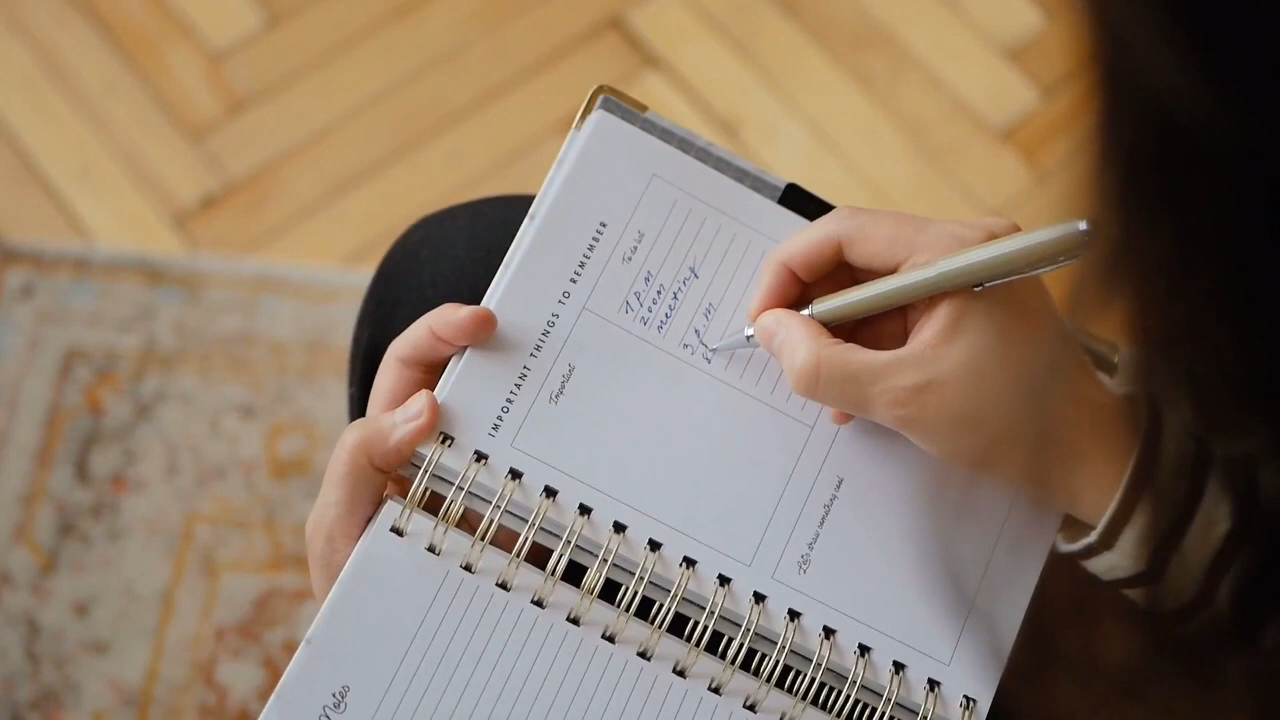 IMPORTANT THINGS TO REMEMBER
To do list
1 P.M
ZOOM
meeting
3 P.M
Important
Let's draw something cool
Notes